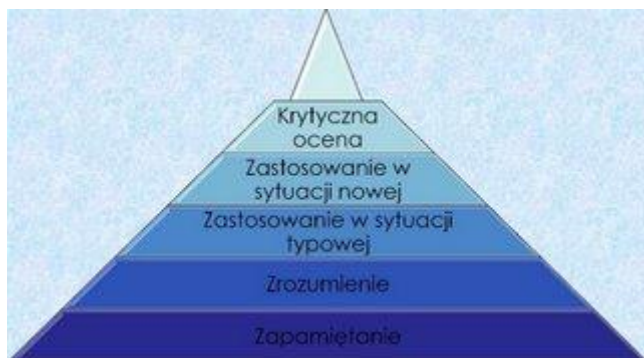 Krytyczna
ocena
Zastosowanie w
sytuacji nowej
Zastosowanie w sytuacji
typowej
Zrozumienie
Zapamiętanie